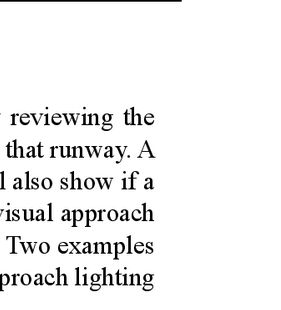 reviewing the
that runway. A
also show if a
visual approach
Two examples
proach lighting